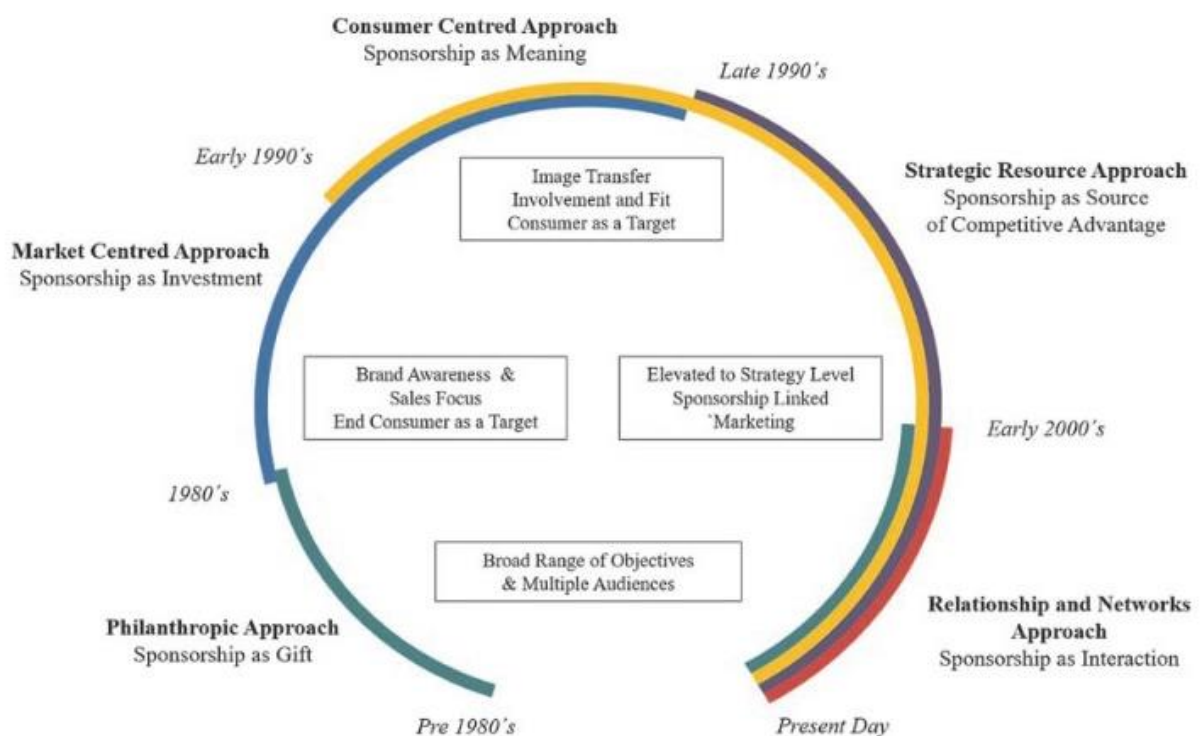 Consumer Centred Approach
Sponsorship as Meaning
Late 1990´s
Early 1990´s
Image Transfer
Involvement and Fit
Consumer as a Target
Strategic Resource Approach
Sponsorship as Source
of Competitive Advantage
Market Centred Approach
Sponsorship as Investment
Brand Awareness &
Sales Focus
End Consumer as a Target
Elevated to Strategy Level
Sponsorship Linked
`Marketing
Early 2000´s
1980´s
Broad Range of Objectives
& Multiple Audiences
Philanthropic Approach
Sponsorship as Gift
Relationship and Networks
Approach
Sponsorship as Interaction
Pre 1980´s
Present Day